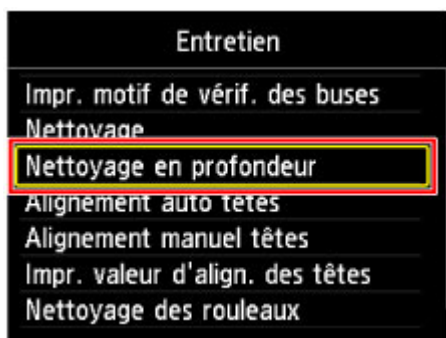 Entretien
Impr. motif de vérif. des buses
Nettoyage
Nettoyage en profondeur
Alignement auto têtes
Alignement manuel têtes
Impr. valeur d'align. des têtes
Nettoyage des rouleaux